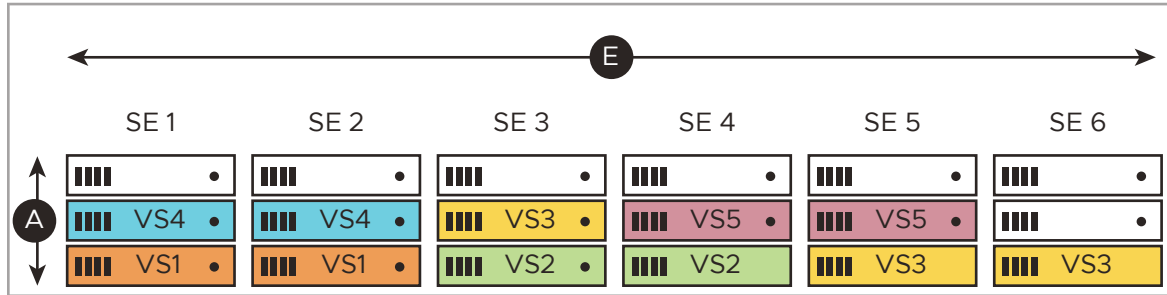 E
SE 1 SE 2 SE 3 SE 4 SE 5 SE 6
A
VS4 VS4 VS3 VS5 VS5
VS1 VS1 VS2 VS2 VS3 VS3